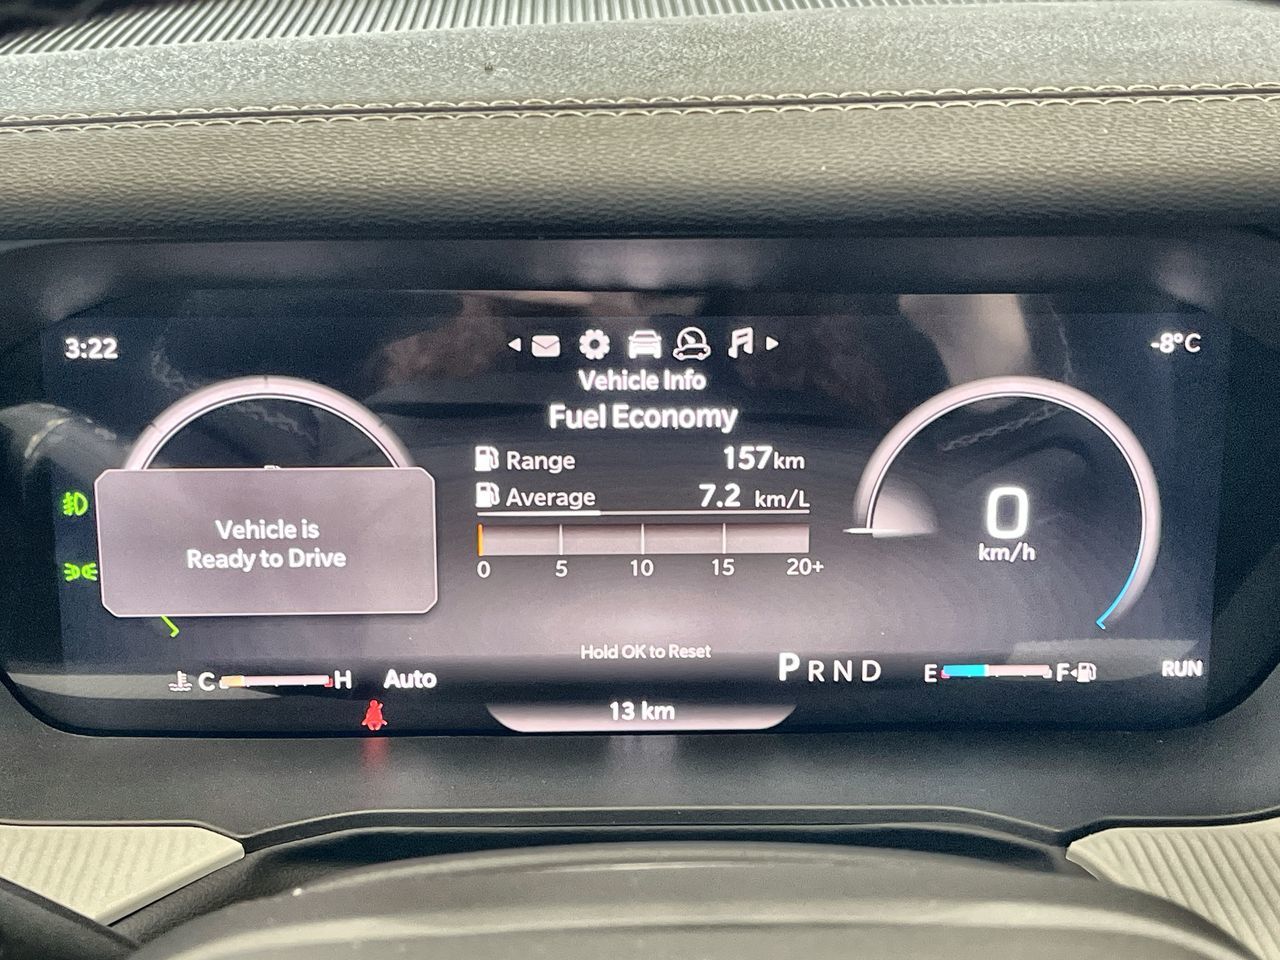 3:22
-8°C
Vehicle Info
Fuel Economy
Range 157km
Average 7.2 km/L
0 5 10 15 20+
Vehicle is
Ready to Drive
0
km/h
Hold OK to Reset
C H Auto
P R N D
E F
RUN
13 km